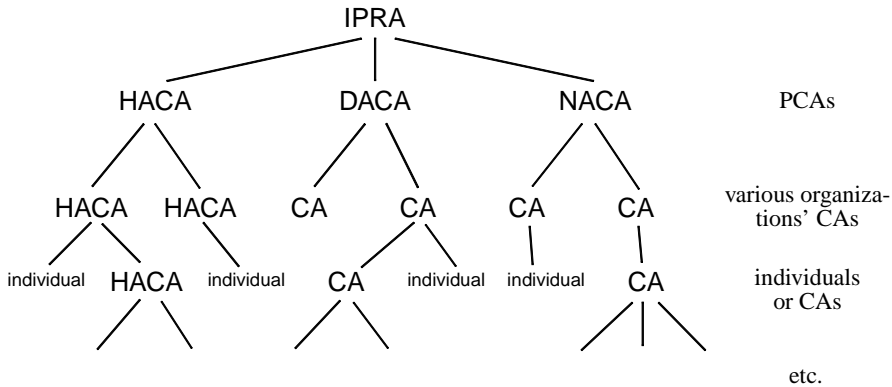 IPRA
HACA DACA NACA PCAs
HACA HACA CA CA CA CA various organiza-
tions' CAs
individual HACA individual CA individual individual CA individuals
or CAs
etc.